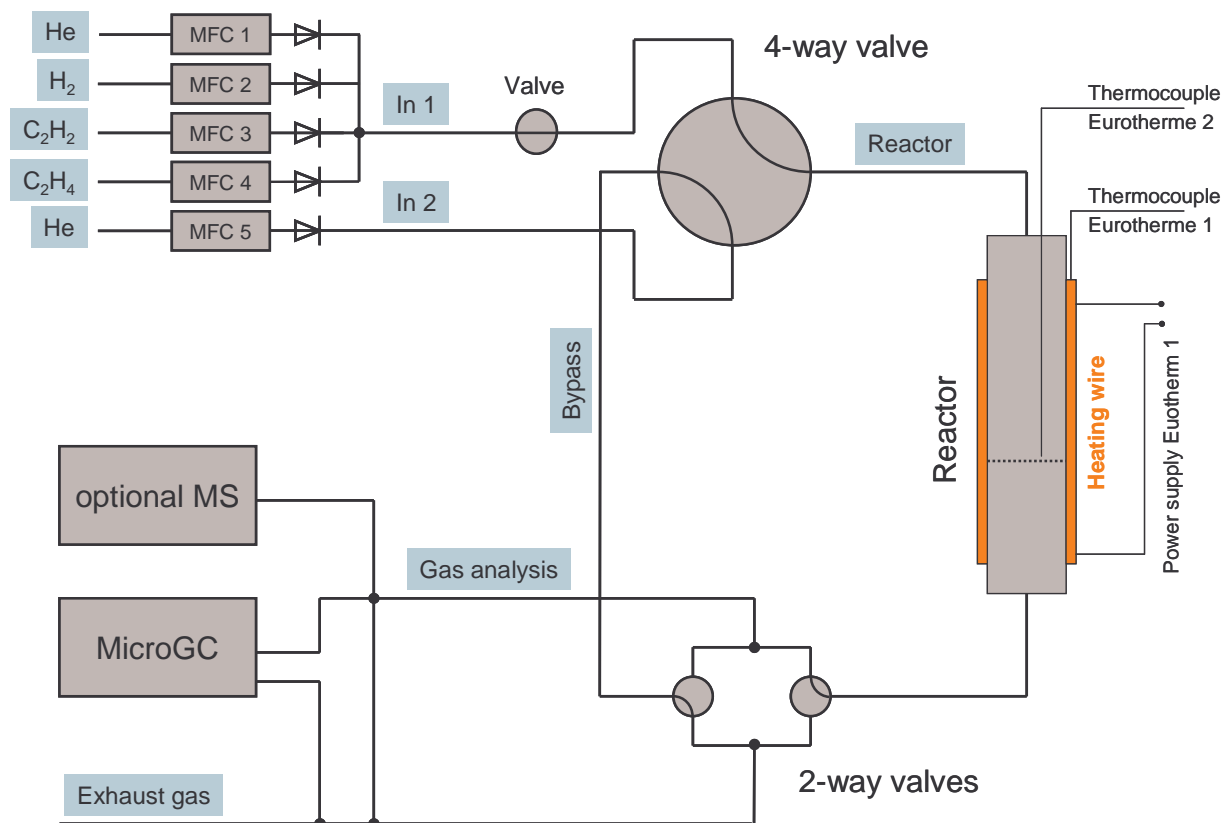 He
MFC 1
H₂
MFC 2
C₂H₂
MFC 3
C₂H₄
MFC 4
He
MFC 5
In 1
In 2
Valve
4-way valve
Reactor
Thermocouple
Eurotherme 2
Thermocouple
Eurotherme 1
Bypass
Reactor
Heating wire
Power supply Euotherm 1
optional MS
Gas analysis
MicroGC
2-way valves
Exhaust gas